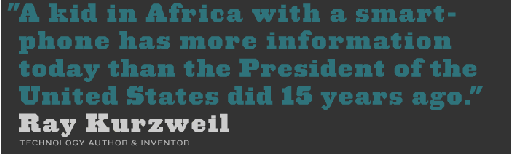 "A kid in Africa with a smart-
phone has more information
today than the President of the
United States did 15 years ago."
Ray Kurzweil
TECHNOLOGY AUTHOR & INVENTOR